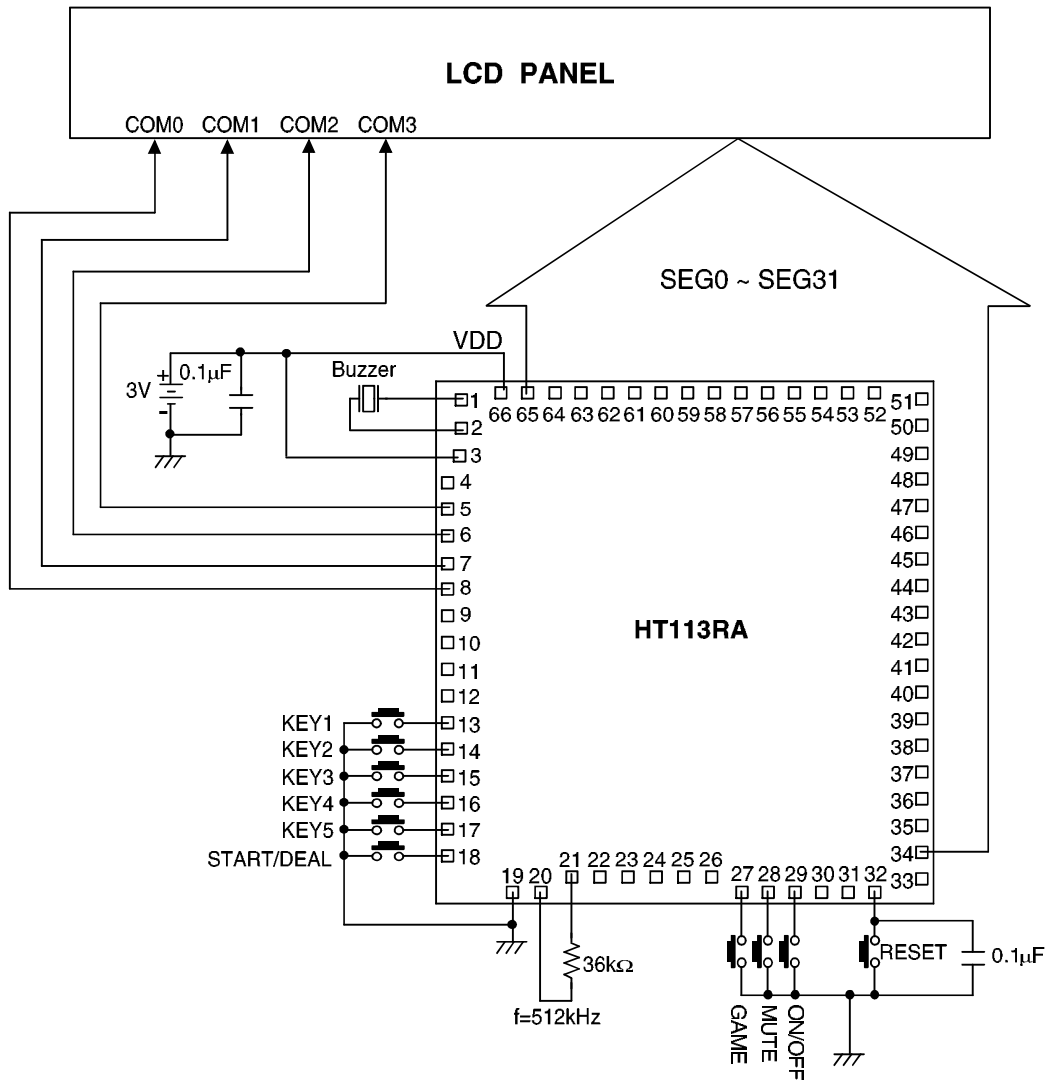 LCD PANEL
COM0 COM1 COM2 COM3
SEG0 ~ SEG31
VDD
3V
+
-
0.1μF
Buzzer
66 65 64 63 62 61 60 59 58 57 56 55 54 53 52
1
2
3
4
5
6
7
8
9
10
11
12
13
14
15
16
17
18
51
50
49
48
47
46
45
44
43
42
41
40
39
38
37
36
35
34
33
HT113RA
KEY1
KEY2
KEY3
KEY4
KEY5
START/DEAL
19 20 21 22 23 24 25 26 27 28 29 30 31 32
36kΩ
f=512kHz
RESET
0.1μF
GAME
MUTE
ON/OFF